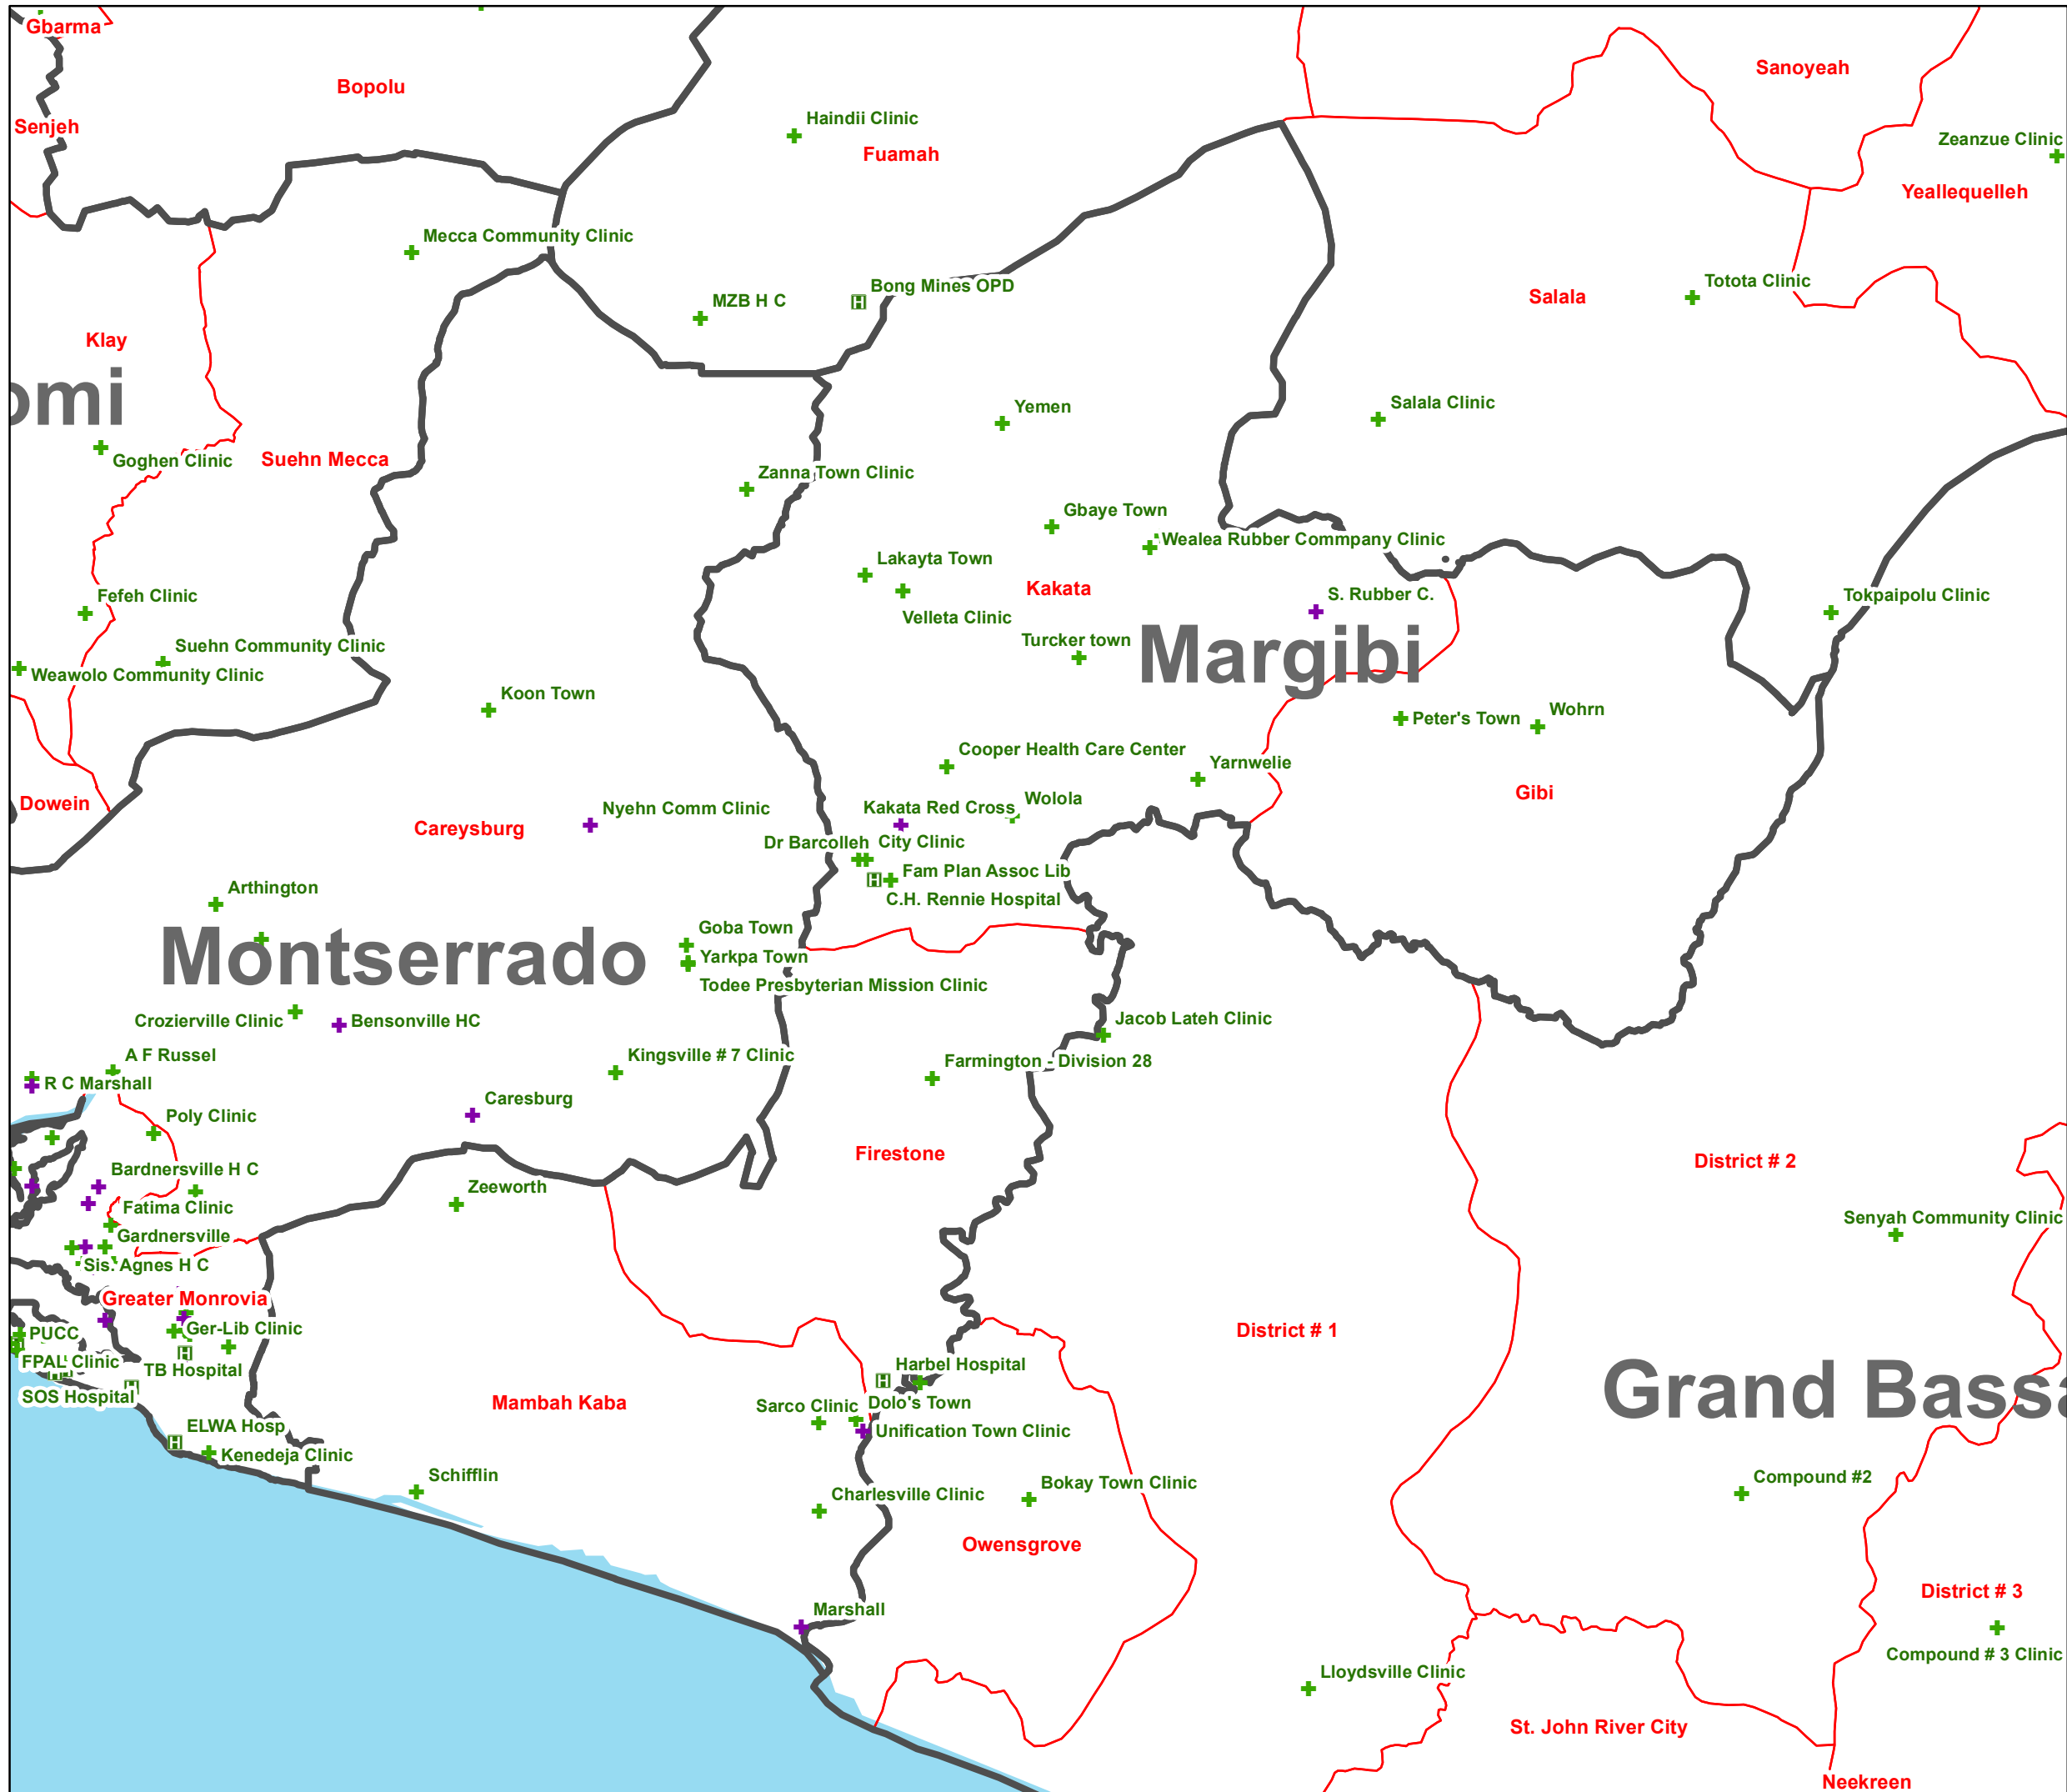 Gbarma
Bopolu
Sanoyeah
Senjeh
Haindii Clinic
Fuamah
Zeanzue Clinic
Yeallequelleh
Mecca Community Clinic
Bong Mines OPD
MZB H C
Salala
Totota Clinic
Klay
omi
Yemen
Salala Clinic
Goghen Clinic
Suehn Mecca
Zanna Town Clinic
Gbaye Town
Wealea Rubber Commpany Clinic
Lakayta Town
Kakata
Fefeh Clinic
Velleta Clinic
S. Rubber C.
Tokpaipolu Clinic
Suehn Community Clinic
Turcker town
Margibi
Weawolo Community Clinic
Koon Town
Peter's Town
Wohrn
Cooper Health Care Center
Yarnwelie
Gibi
Dowein
Careysburg
Nyehn Comm Clinic
Kakata Red Cross
Wolola
Dr Barcolleh
City Clinic
Fam Plan Assoc Lib
C.H. Rennie Hospital
Arthington
Goba Town
Montserrado
Yarkpa Town
Todee Presbyterian Mission Clinic
Crozierville Clinic
Bensonville HC
Jacob Lateh Clinic
A F Russel
Kingsville # 7 Clinic
Farmington - Division 28
R C Marshall
Caresburg
Poly Clinic
Firestone
District # 2
Bardnersville H C
Zeeworth
Fatima Clinic
Senyah Community Clinic
Gardnersville
Sis. Agnes H C
Greater Monrovia
PUCC
Ger-Lib Clinic
District # 1
FPAL Clinic
TB Hospital
Harbel Hospital
Grand Bassa
SOS Hospital
Mambah Kaba
Sarco Clinic
Dolo's Town
ELWA Hosp
Unification Town Clinic
Kenedeja Clinic
Schifflin
Bokay Town Clinic
Compound #2
Charlesville Clinic
Owensgrove
District # 3
Marshall
Compound # 3 Clinic
Lloydsville Clinic
St. John River City
Neekreen